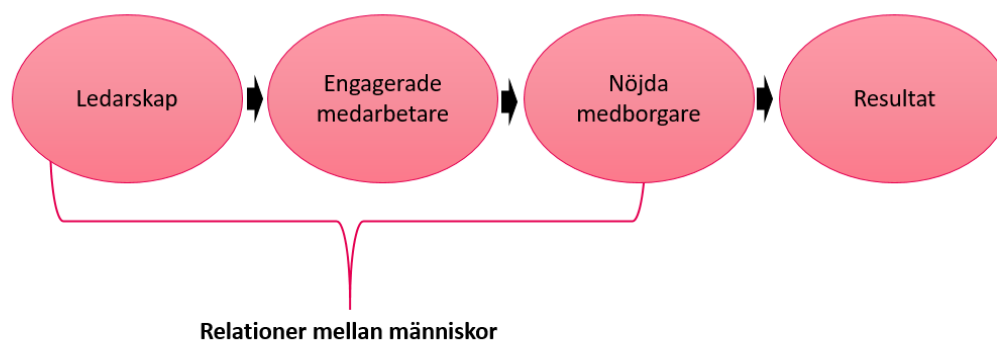 Ledarskap
Engagerade
medarbetare
Nöjda
medborgare
Resultat
Relationer mellan människor